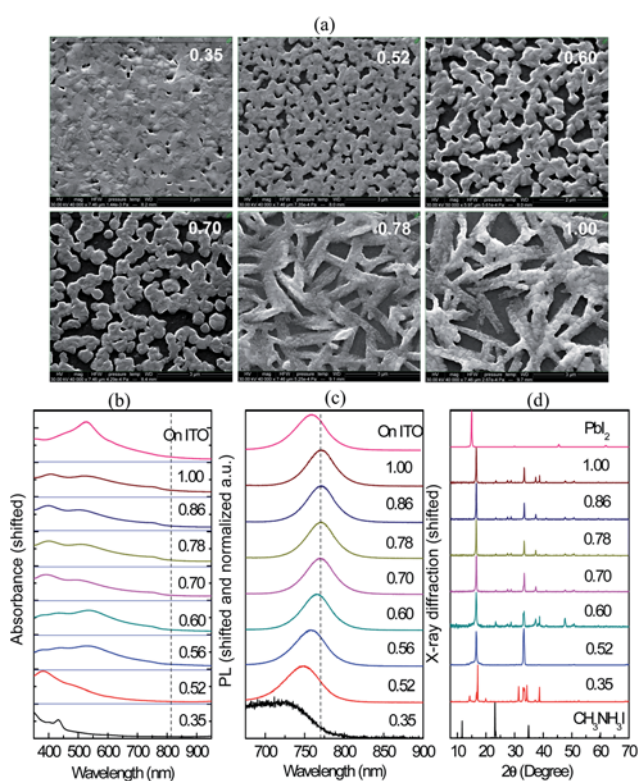 (a)
0.35
0.52
0.60
0.70
0.78
1.00
(b)
(c)
(d)
Absorbance (shifted)
On ITO
1.00
0.86
0.78
0.70
0.60
0.56
0.52
0.35
400 500 600 700 800 900
Wavelength (nm)
PL (shifted and normalized a.u.)
On ITO
1.00
0.86
0.78
0.70
0.60
0.56
0.52
0.35
700 750 800 850 900
Wavelength (nm)
X-ray diffraction (shifted)
PbI₂
1.00
0.86
0.78
0.70
0.60
0.52
0.35
CH₃NH₃I
10 20 30 40 50 60 70
2θ (Degree)